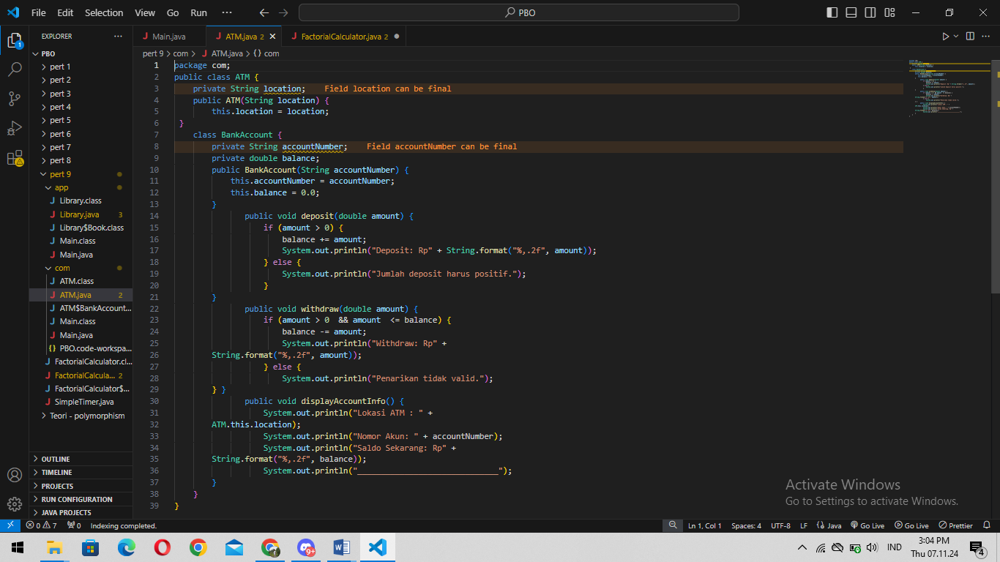 File Edit Selection View Go Run ··· PBO
EXPLORER ···
PBO
pert 1
pert 2
pert 3
pert 4
pert 5
pert 6
pert 7
pert 8
pert 9
app
Library.class
Library.java 3
Library$Book.class
Main.class
Main.java
com
ATM.class
ATM.java 2
ATM$BankAccount...
Main.class
Main.java
PBO.code-workspa...
FactorialCalculator.cl...
FactorialCalcula... 2
FactorialCalculator$...
SimpleTimer.java
Teori - polymorphism
OUTLINE
TIMELINE
PROJECTS
RUN CONFIGURATION
JAVA PROJECTS
Main.java ATM.java 2 FactorialCalculator.java 2
pert 9 > com > ATM.java > {} com
1 package com;
2 public class ATM {
3 private String location; Field location can be final
4 public ATM(String location) {
5 this.location = location;
6 }
7 class BankAccount {
8 private String accountNumber; Field accountNumber can be final
9 private double balance;
10 public BankAccount(String accountNumber) {
11 this.accountNumber = accountNumber;
12 this.balance = 0.0;
13 }
14 public void deposit(double amount) {
15 if (amount > 0) {
16 balance += amount;
17 System.out.println("Deposit: Rp" + String.format("%,.2f", amount));
18 } else {
19 System.out.println("Jumlah deposit harus positif.");
20 }
21 }
22 public void withdraw(double amount) {
23 if (amount > 0 && amount <= balance) {
24 balance -= amount;
25 System.out.println("Withdraw: Rp" +
26 String.format("%,.2f", amount));
27 } else {
28 System.out.println("Penarikan tidak valid.");
29 } }
30 public void displayAccountInfo() {
31 System.out.println("Lokasi ATM : " +
32 ATM.this.location);
33 System.out.println("Nomor Akun: " + accountNumber);
34 System.out.println("Saldo Sekarang: Rp" +
35 String.format("%,.2f", balance));
36 System.out.println("______________________________");
37 }
38 }
39 }
Activate Windows
Go to Settings to activate Windows.
0 7 0 Indexing completed. Ln 1, Col 1 Spaces: 4 UTF-8 LF Java Go Live Go Live Prettier
9+ IND 3:04 PM
Thu 07.11.24 4